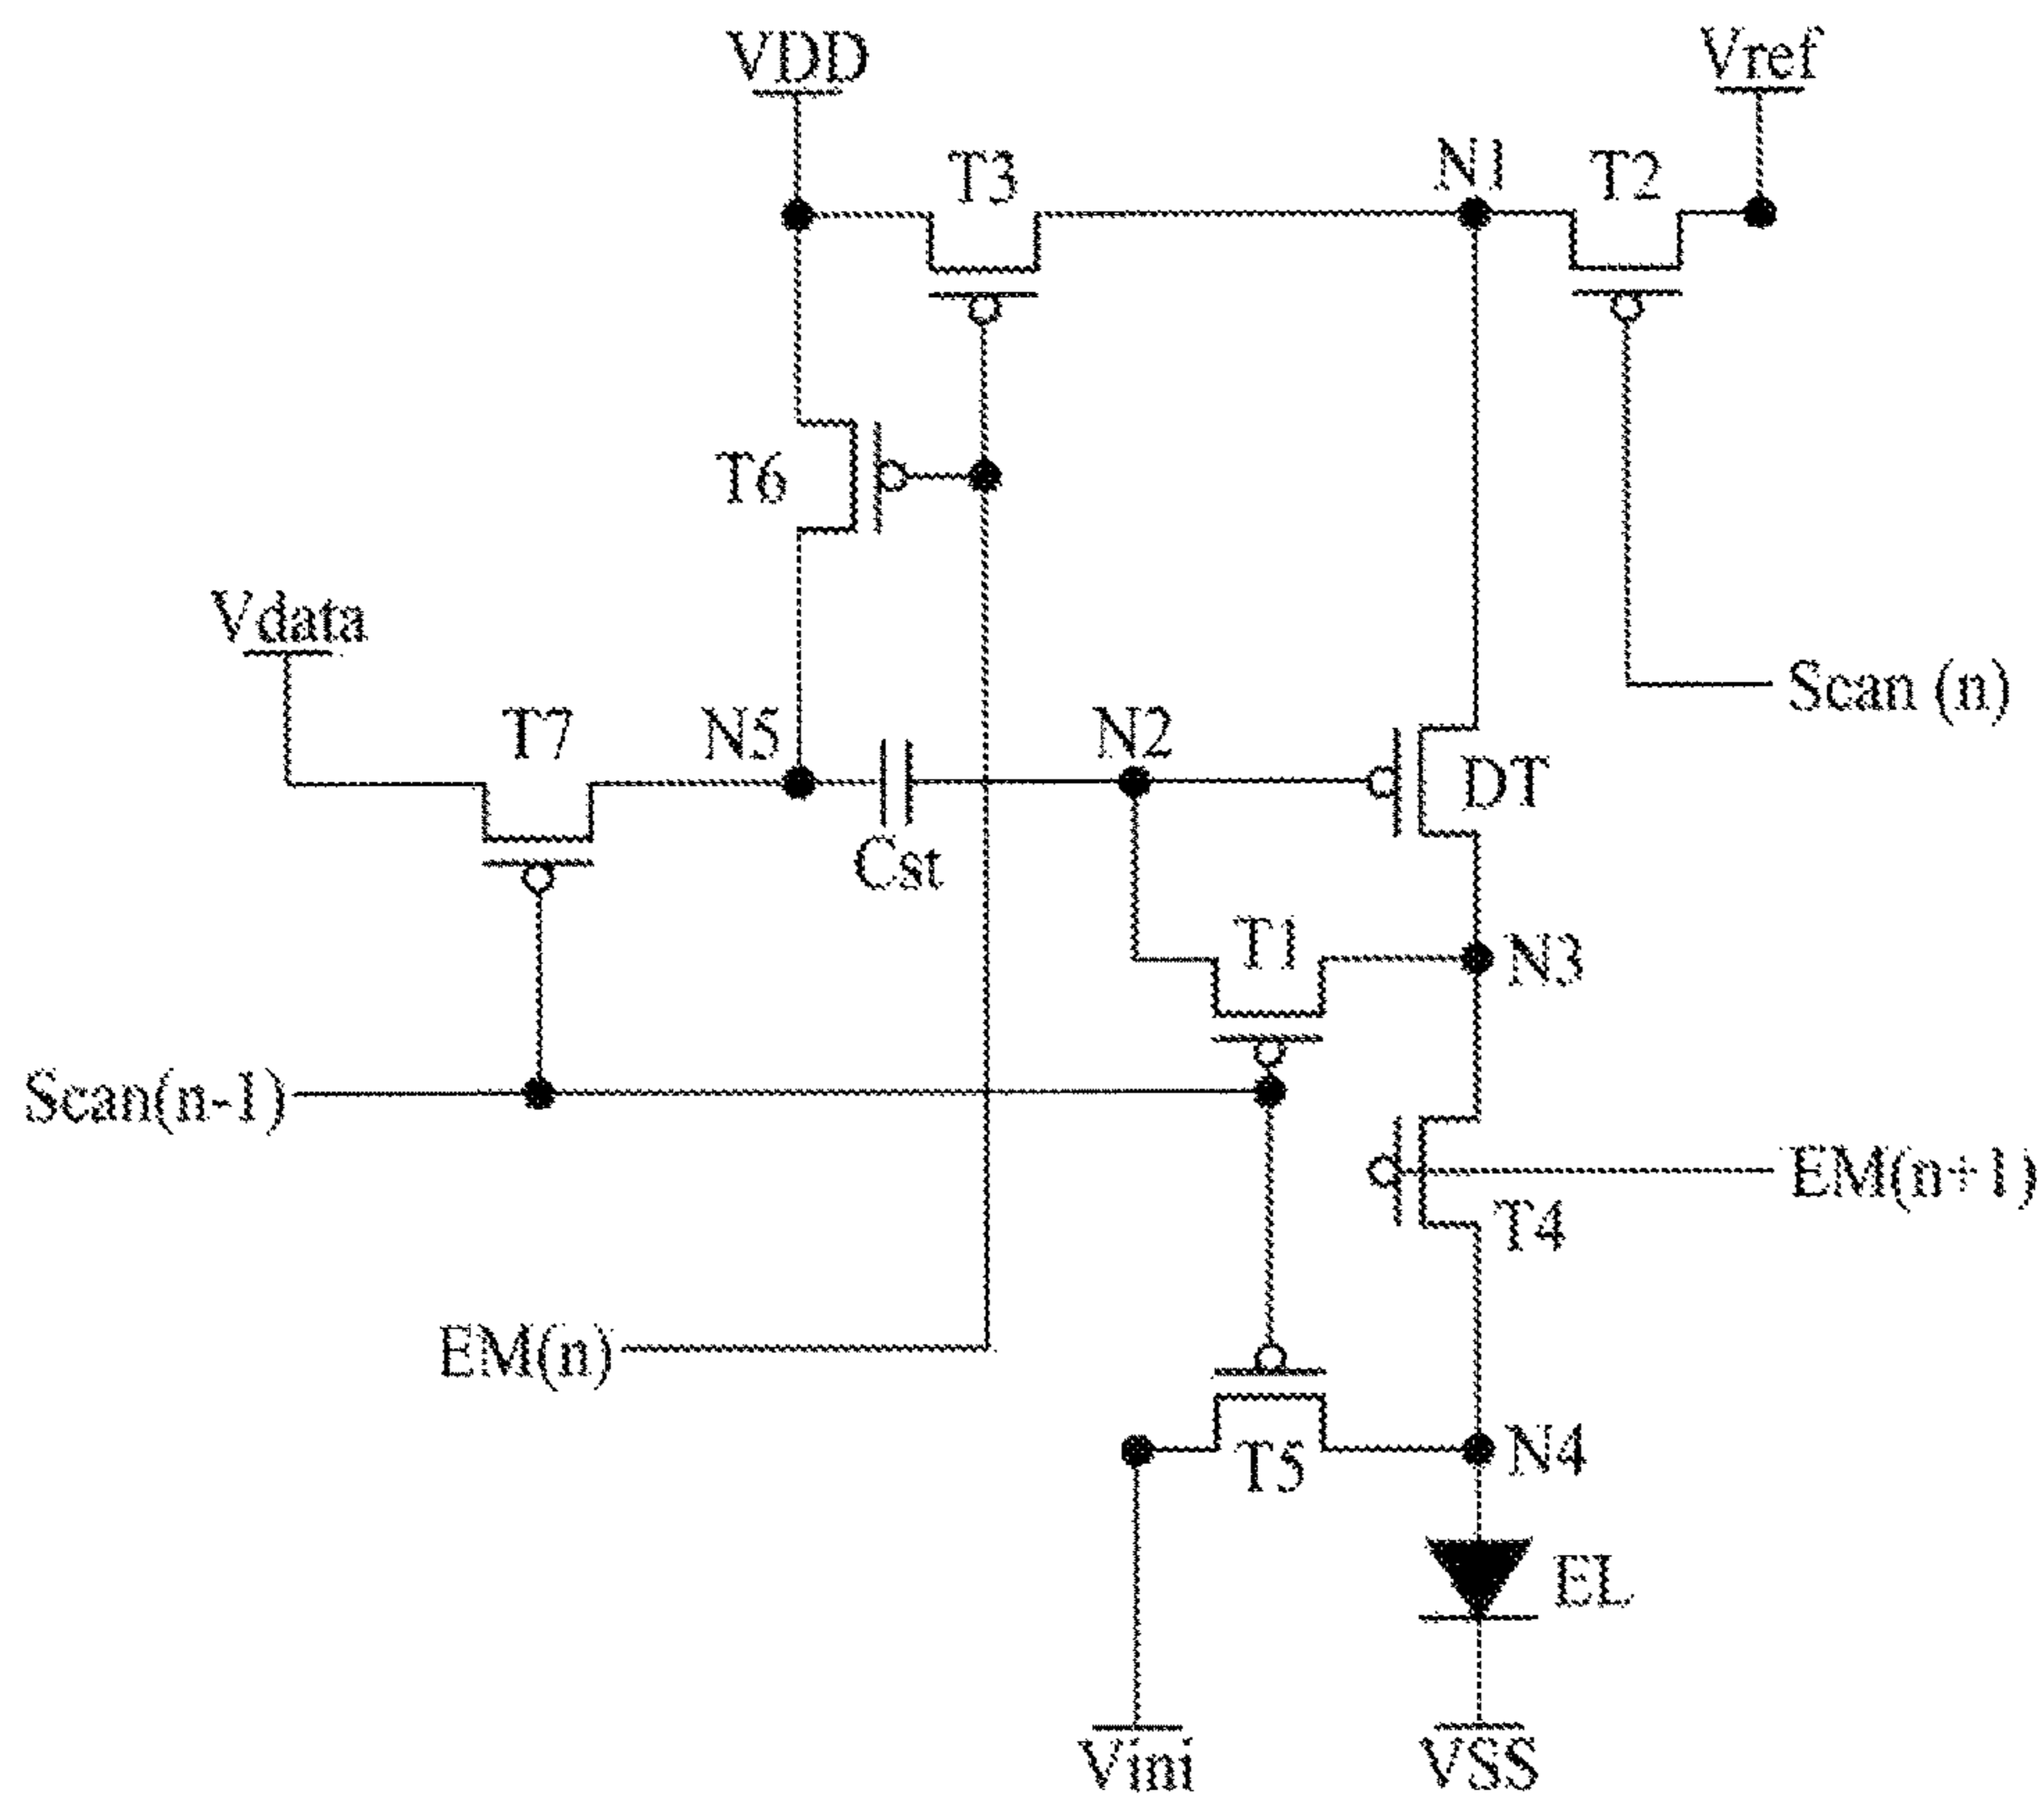 VDD
Vref
T3
N1
T2
T6
Vdata
Scan (n)
T7
N5
N2
DT
Cst
T1
N3
Scan(n-1)
EM(n+1)
T4
EM(n)
N4
T5
EL
Vini
VSS